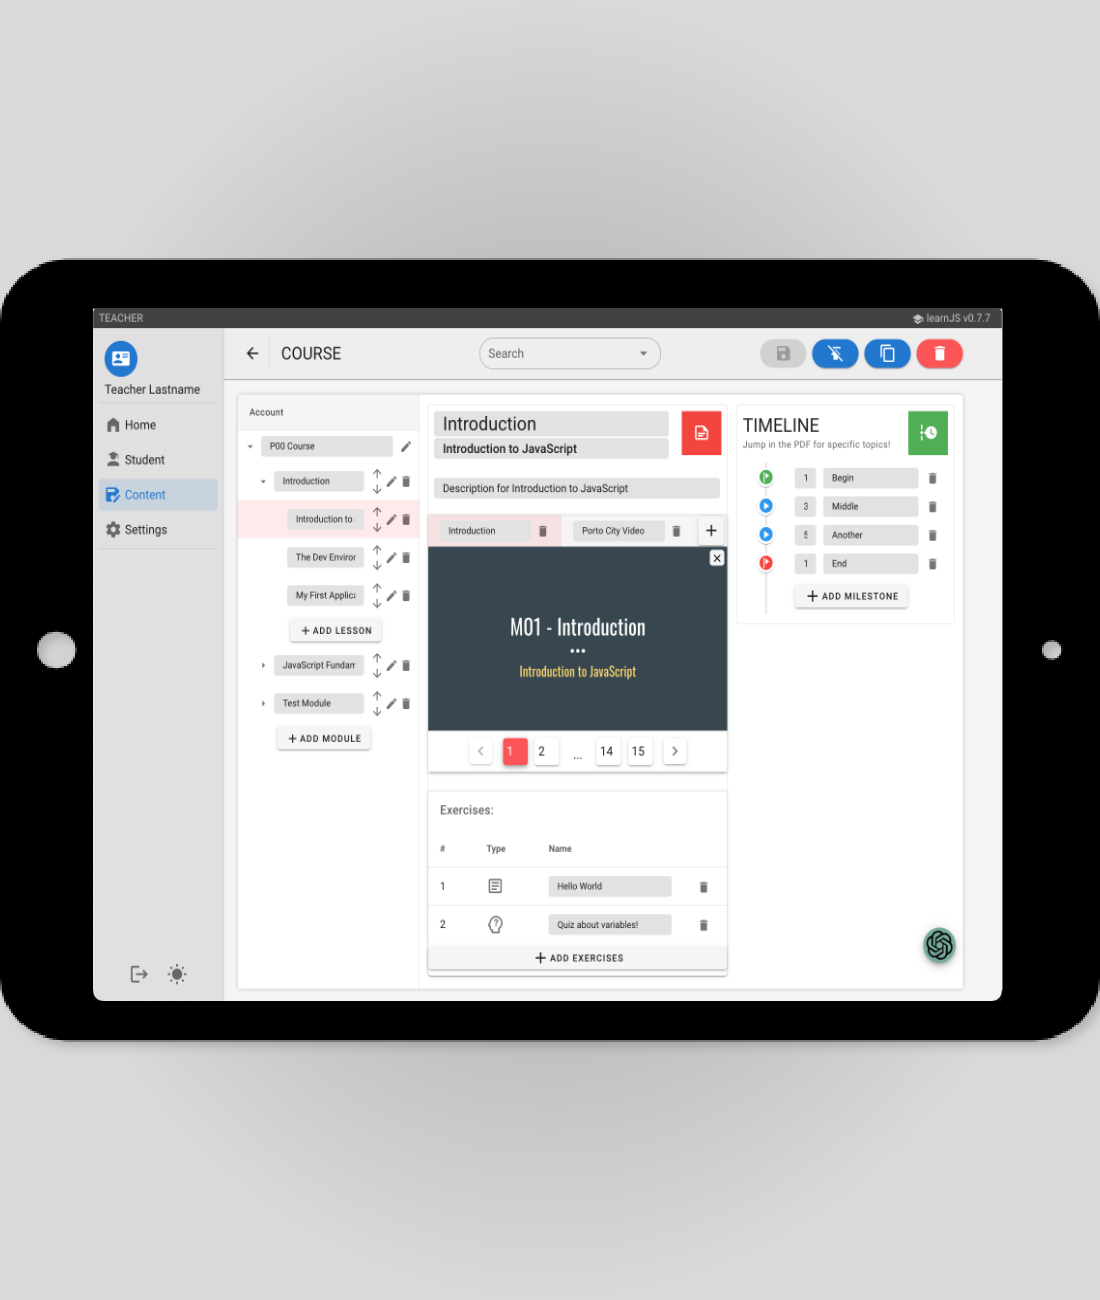 TEACHER
learnJS v0.7.7
Teacher Lastname
Home
Student
Content
Settings
COURSE
Search
Account
P00 Course
Introduction
Introduction to
The Dev Enviror
My First Applic
+ ADD LESSON
JavaScript Fundam
Test Module
+ ADD MODULE
Introduction
Introduction to JavaScript
Description for Introduction to JavaScript
Introduction
Porto City Video
+
M01 - Introduction
Introduction to JavaScript
1 2 ... 14 15
Exercises:
# Type Name
1 Hello World
2 Quiz about variables!
+ ADD EXERCISES
TIMELINE
Jump in the PDF for specific topics!
1 Begin
3 Middle
5 Another
1 End
+ ADD MILESTONE